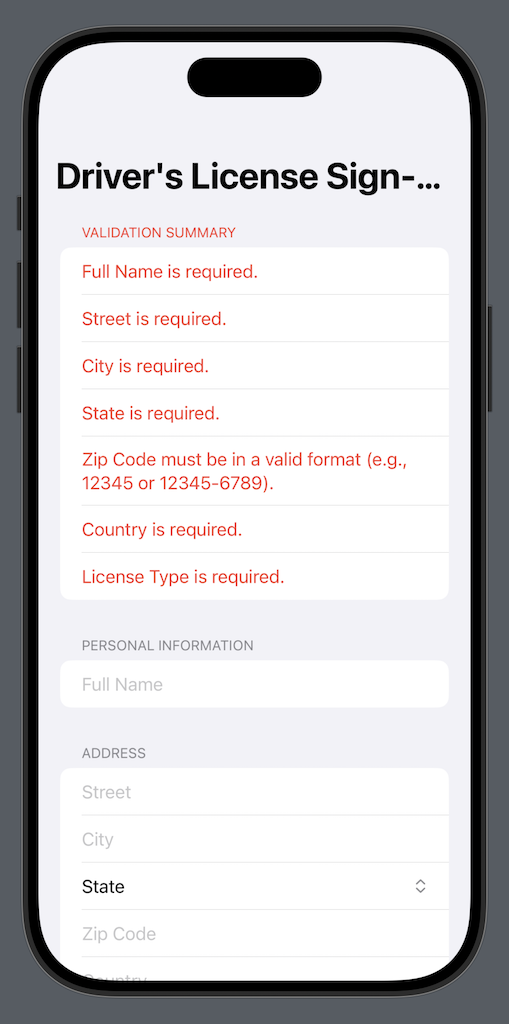 Driver's License Sign-...
VALIDATION SUMMARY
Full Name is required.
Street is required.
City is required.
State is required.
Zip Code must be in a valid format (e.g.,
12345 or 12345-6789).
Country is required.
License Type is required.
PERSONAL INFORMATION
Full Name
ADDRESS
Street
City
State
Zip Code
Country